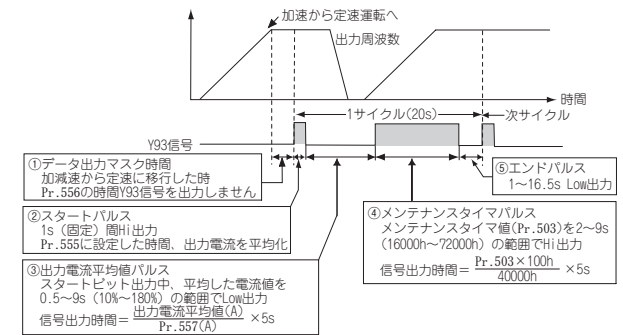 加速から定速運転へ
出力周波数
時間
1サイクル(20s)
次サイクル
Y93信号
①データ出力マスク時間
加減速から定速に移行した時
Pr.556の時間Y93信号を出力しません
②スタートパルス
1s（固定）間Hi出力
Pr.555に設定した時間、出力電流を平均化
③出力電流平均値パルス
スタートビット出力中、平均した電流値を
0.5～9s（10%～180%）の範囲でLow出力
信号出力時間＝ 出力電流平均値(A) ×5s
Pr.557(A)
④メンテナンスタイマパルス
メンテナンスタイマ値(Pr.503)を2～9s
(16000h～72000h）の範囲でHi出力
信号出力時間＝ Pr.503×100h ×5s
40000h
⑤エンドパルス
1～16.5s Low出力